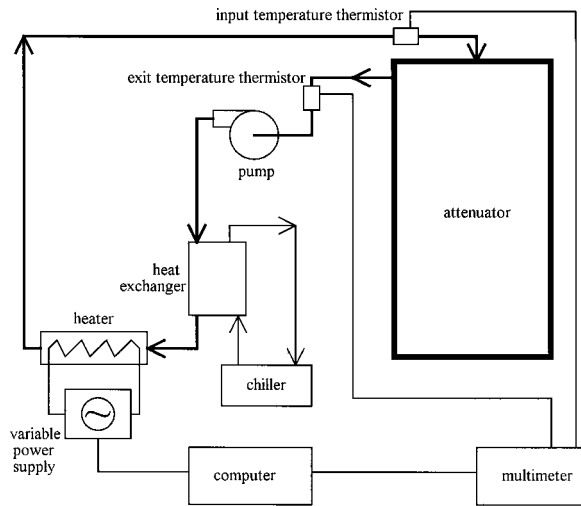 input temperature thermistor
exit temperature thermistor
pump
attenuator
heat
exchanger
heater
chiller
variable
power
supply
computer
multimeter